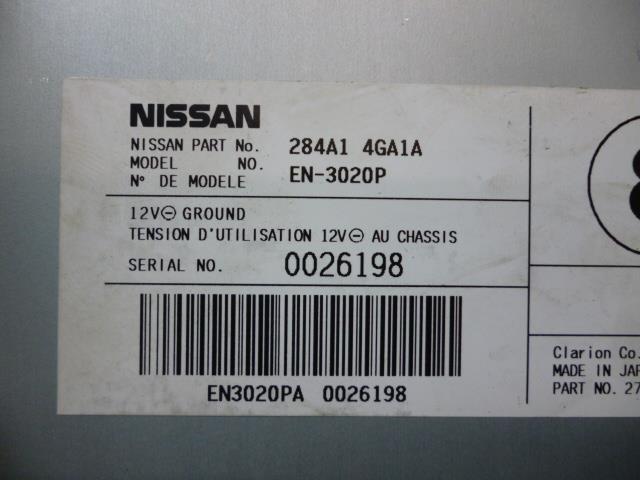 NISSAN
NISSAN PART No. 284A1 4GA1A
MODEL NO. EN-3020P
N° DE MODELE
12V⊖ GROUND
TENSION D'UTILISATION 12V⊖ AU CHASSIS
SERIAL NO. 0026198
EN3020PA 0026198
Clarion Co.
MADE IN
PART NO. 27